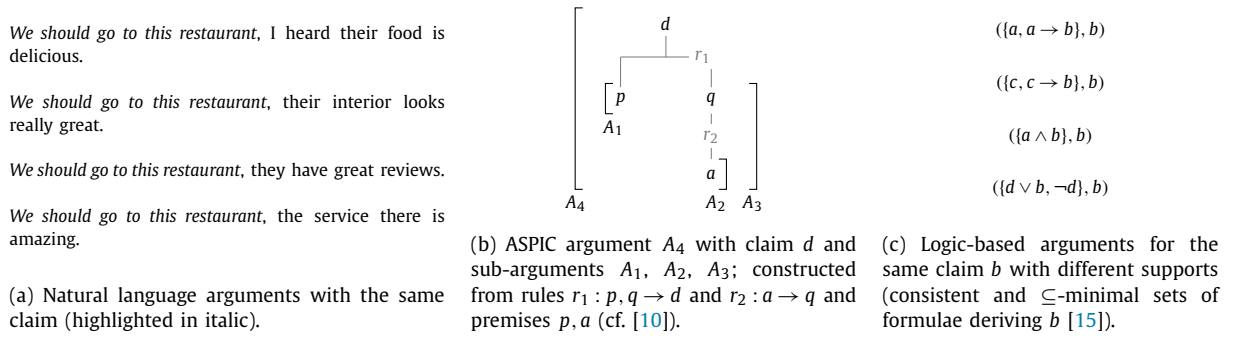 We should go to this restaurant, I heard their food is
delicious.
We should go to this restaurant, their interior looks
really great.
We should go to this restaurant, they have great reviews.
We should go to this restaurant, the service there is
amazing.
(a) Natural language arguments with the same
claim (highlighted in italic).
d
r₁
p
q
A₁
r₂
a
A₄
A₂
A₃
(b) ASPIC argument A₄ with claim d and
sub-arguments A₁, A₂, A₃; constructed
from rules r₁ : p, q → d and r₂ : a → q and
premises p, a (cf. [10]).
({a, a → b}, b)
({c, c → b}, b)
({a ∧ b}, b)
({d ∨ b, ¬d}, b)
(c) Logic-based arguments for the
same claim b with different supports
(consistent and ⊆-minimal sets of
formulae deriving b [15]).